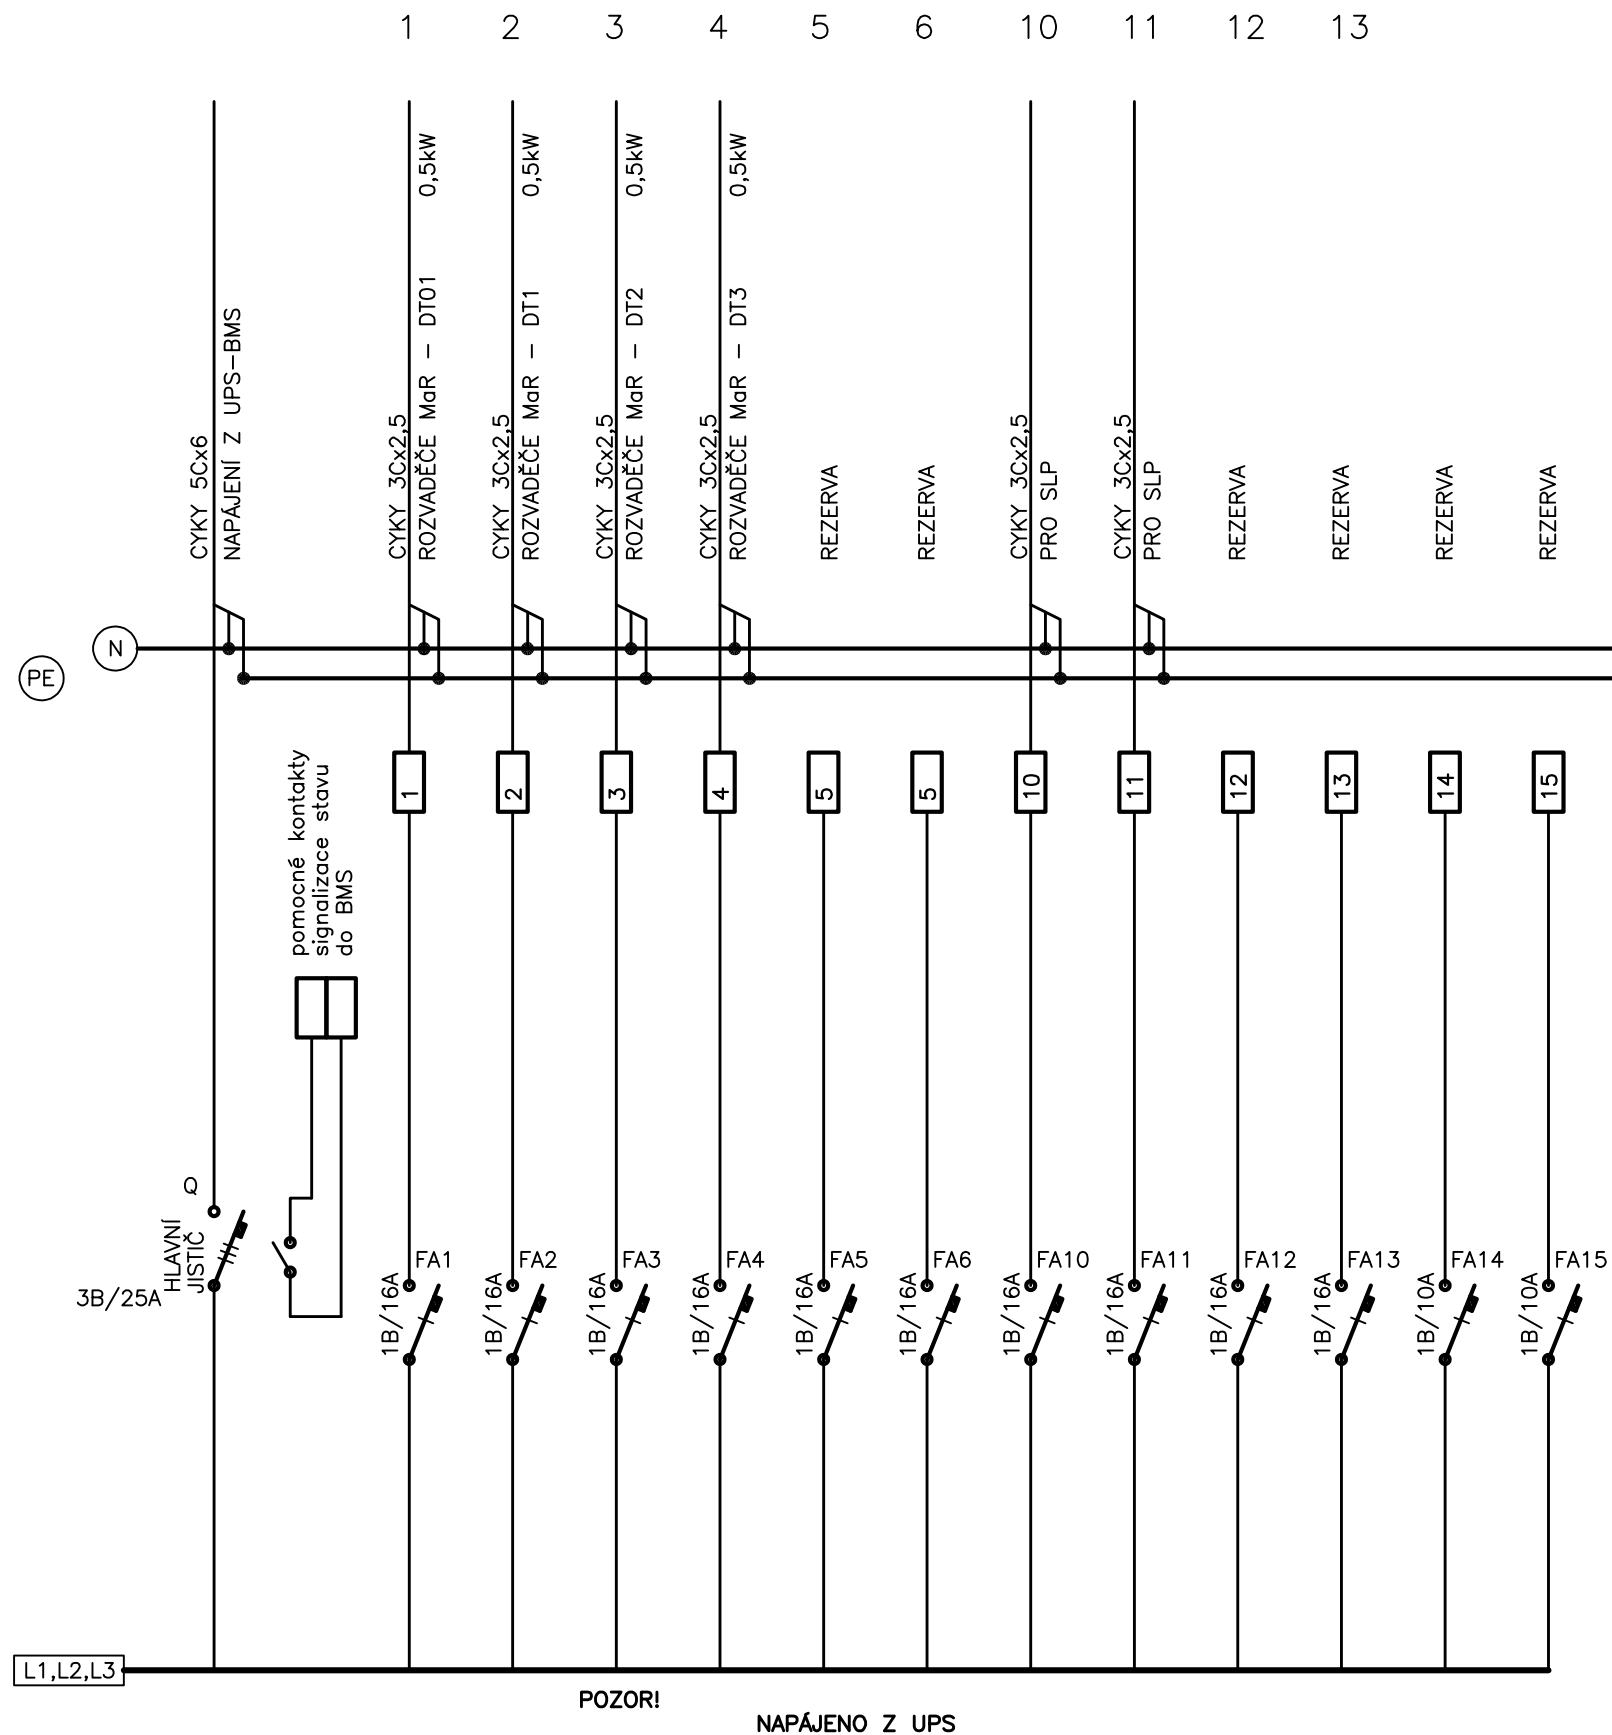 1 2 3 4 5 6 10 11 12 13
CYKY 5Cx6
NAPÁJENÍ Z UPS-BMS
CYKY 3Cx2,5
ROZVADĚČE MaR - DT01 0,5kW
CYKY 3Cx2,5
ROZVADĚČE MaR - DT1 0,5kW
CYKY 3Cx2,5
ROZVADĚČE MaR - DT2 0,5kW
CYKY 3Cx2,5
ROZVADĚČE MaR - DT3 0,5kW
REZERVA
REZERVA
CYKY 3Cx2,5
PRO SLP
CYKY 3Cx2,5
PRO SLP
REZERVA
REZERVA
REZERVA
REZERVA
N
PE
pomocné kontakty
signalizace stavu
do BMS
1 2 3 4 5 5 10 11 12 13 14 15
Q
HLAVNÍ
JISTIČ
3B/25A
1B/16A FA1
1B/16A FA2
1B/16A FA3
1B/16A FA4
1B/16A FA5
1B/16A FA6
1B/16A FA10
1B/16A FA11
1B/16A FA12
1B/16A FA13
1B/10A FA14
1B/10A FA15
L1,L2,L3
POZOR!
NAPÁJENO Z UPS